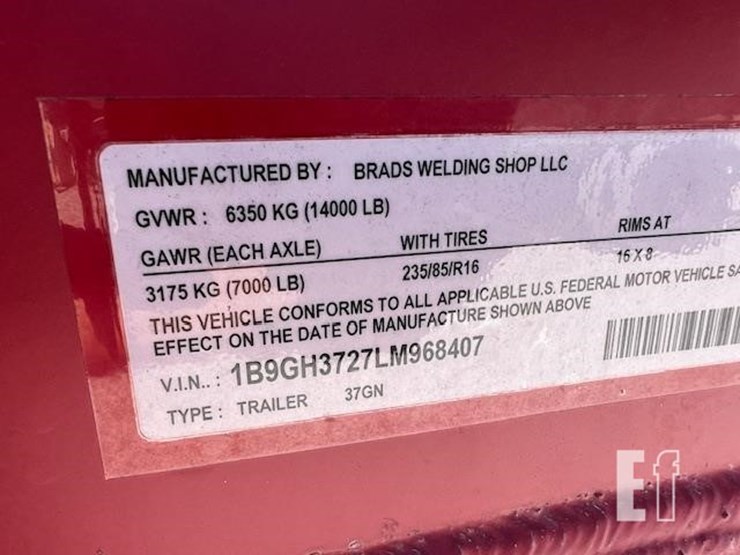 MANUFACTURED BY : BRADS WELDING SHOP LLC
GVWR : 6350 KG (14000 LB)
GAWR (EACH AXLE) WITH TIRES RIMS AT
3175 KG (7000 LB) 235/85/R16 16 X 8
THIS VEHICLE CONFORMS TO ALL APPLICABLE U.S. FEDERAL MOTOR VEHICLE SA
EFFECT ON THE DATE OF MANUFACTURE SHOWN ABOVE
V.I.N.. : 1B9GH3727LM968407
TYPE : TRAILER 37GN
Ef